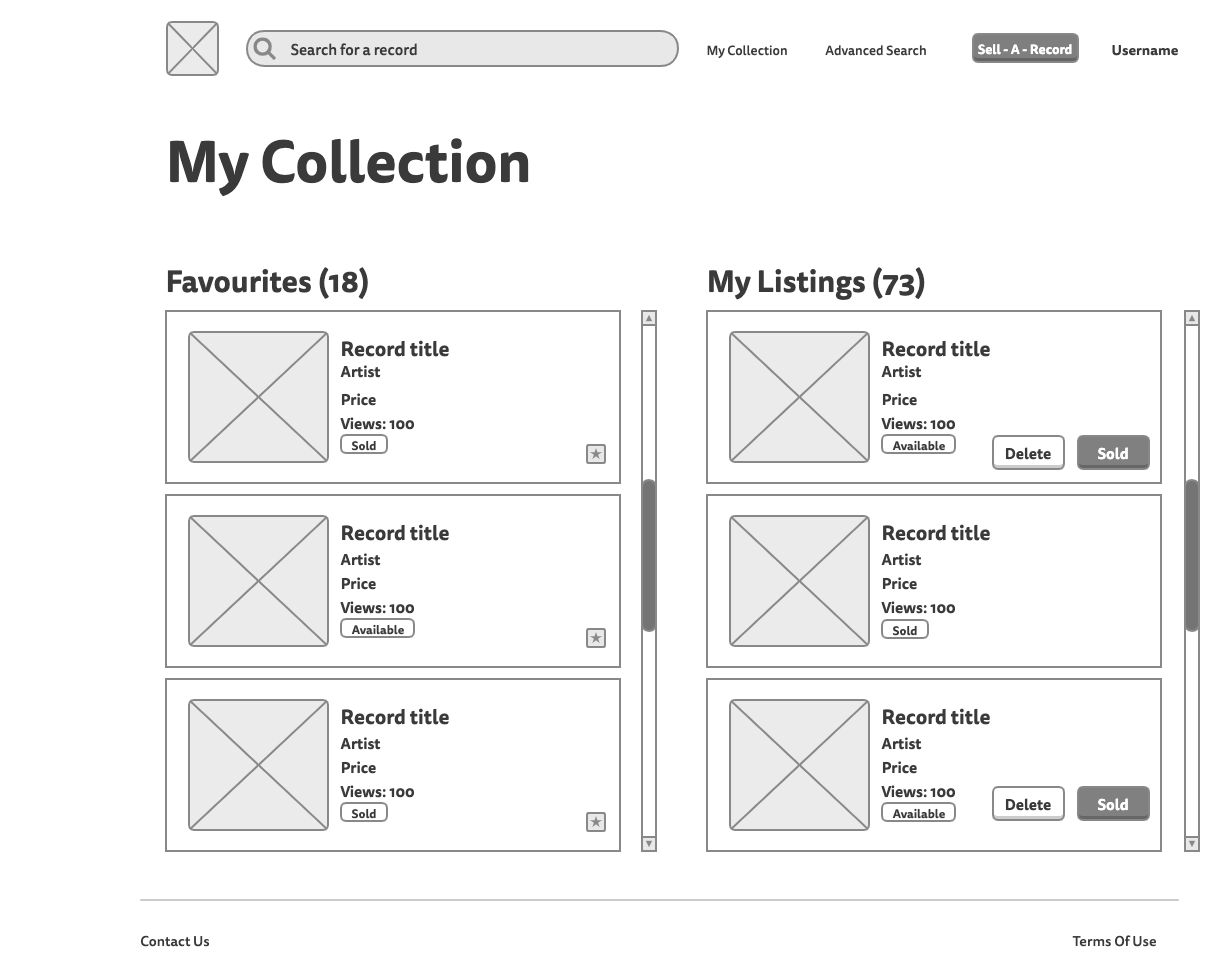 Search for a record
My Collection
Advanced Search
Sell - A - Record
Username
My Collection
Favourites (18)
Record title
Artist
Price
Views: 100
Sold
Record title
Artist
Price
Views: 100
Available
Record title
Artist
Price
Views: 100
Sold
My Listings (73)
Record title
Artist
Price
Views: 100
Available
Delete
Sold
Record title
Artist
Price
Views: 100
Sold
Record title
Artist
Price
Views: 100
Available
Delete
Sold
Contact Us
Terms Of Use